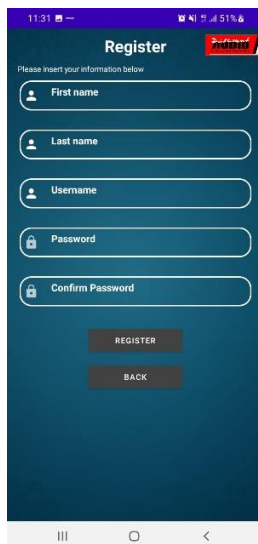 11:31
51%
Register
Please insert your information below
First name
Last name
Username
Password
Confirm Password
REGISTER
BACK